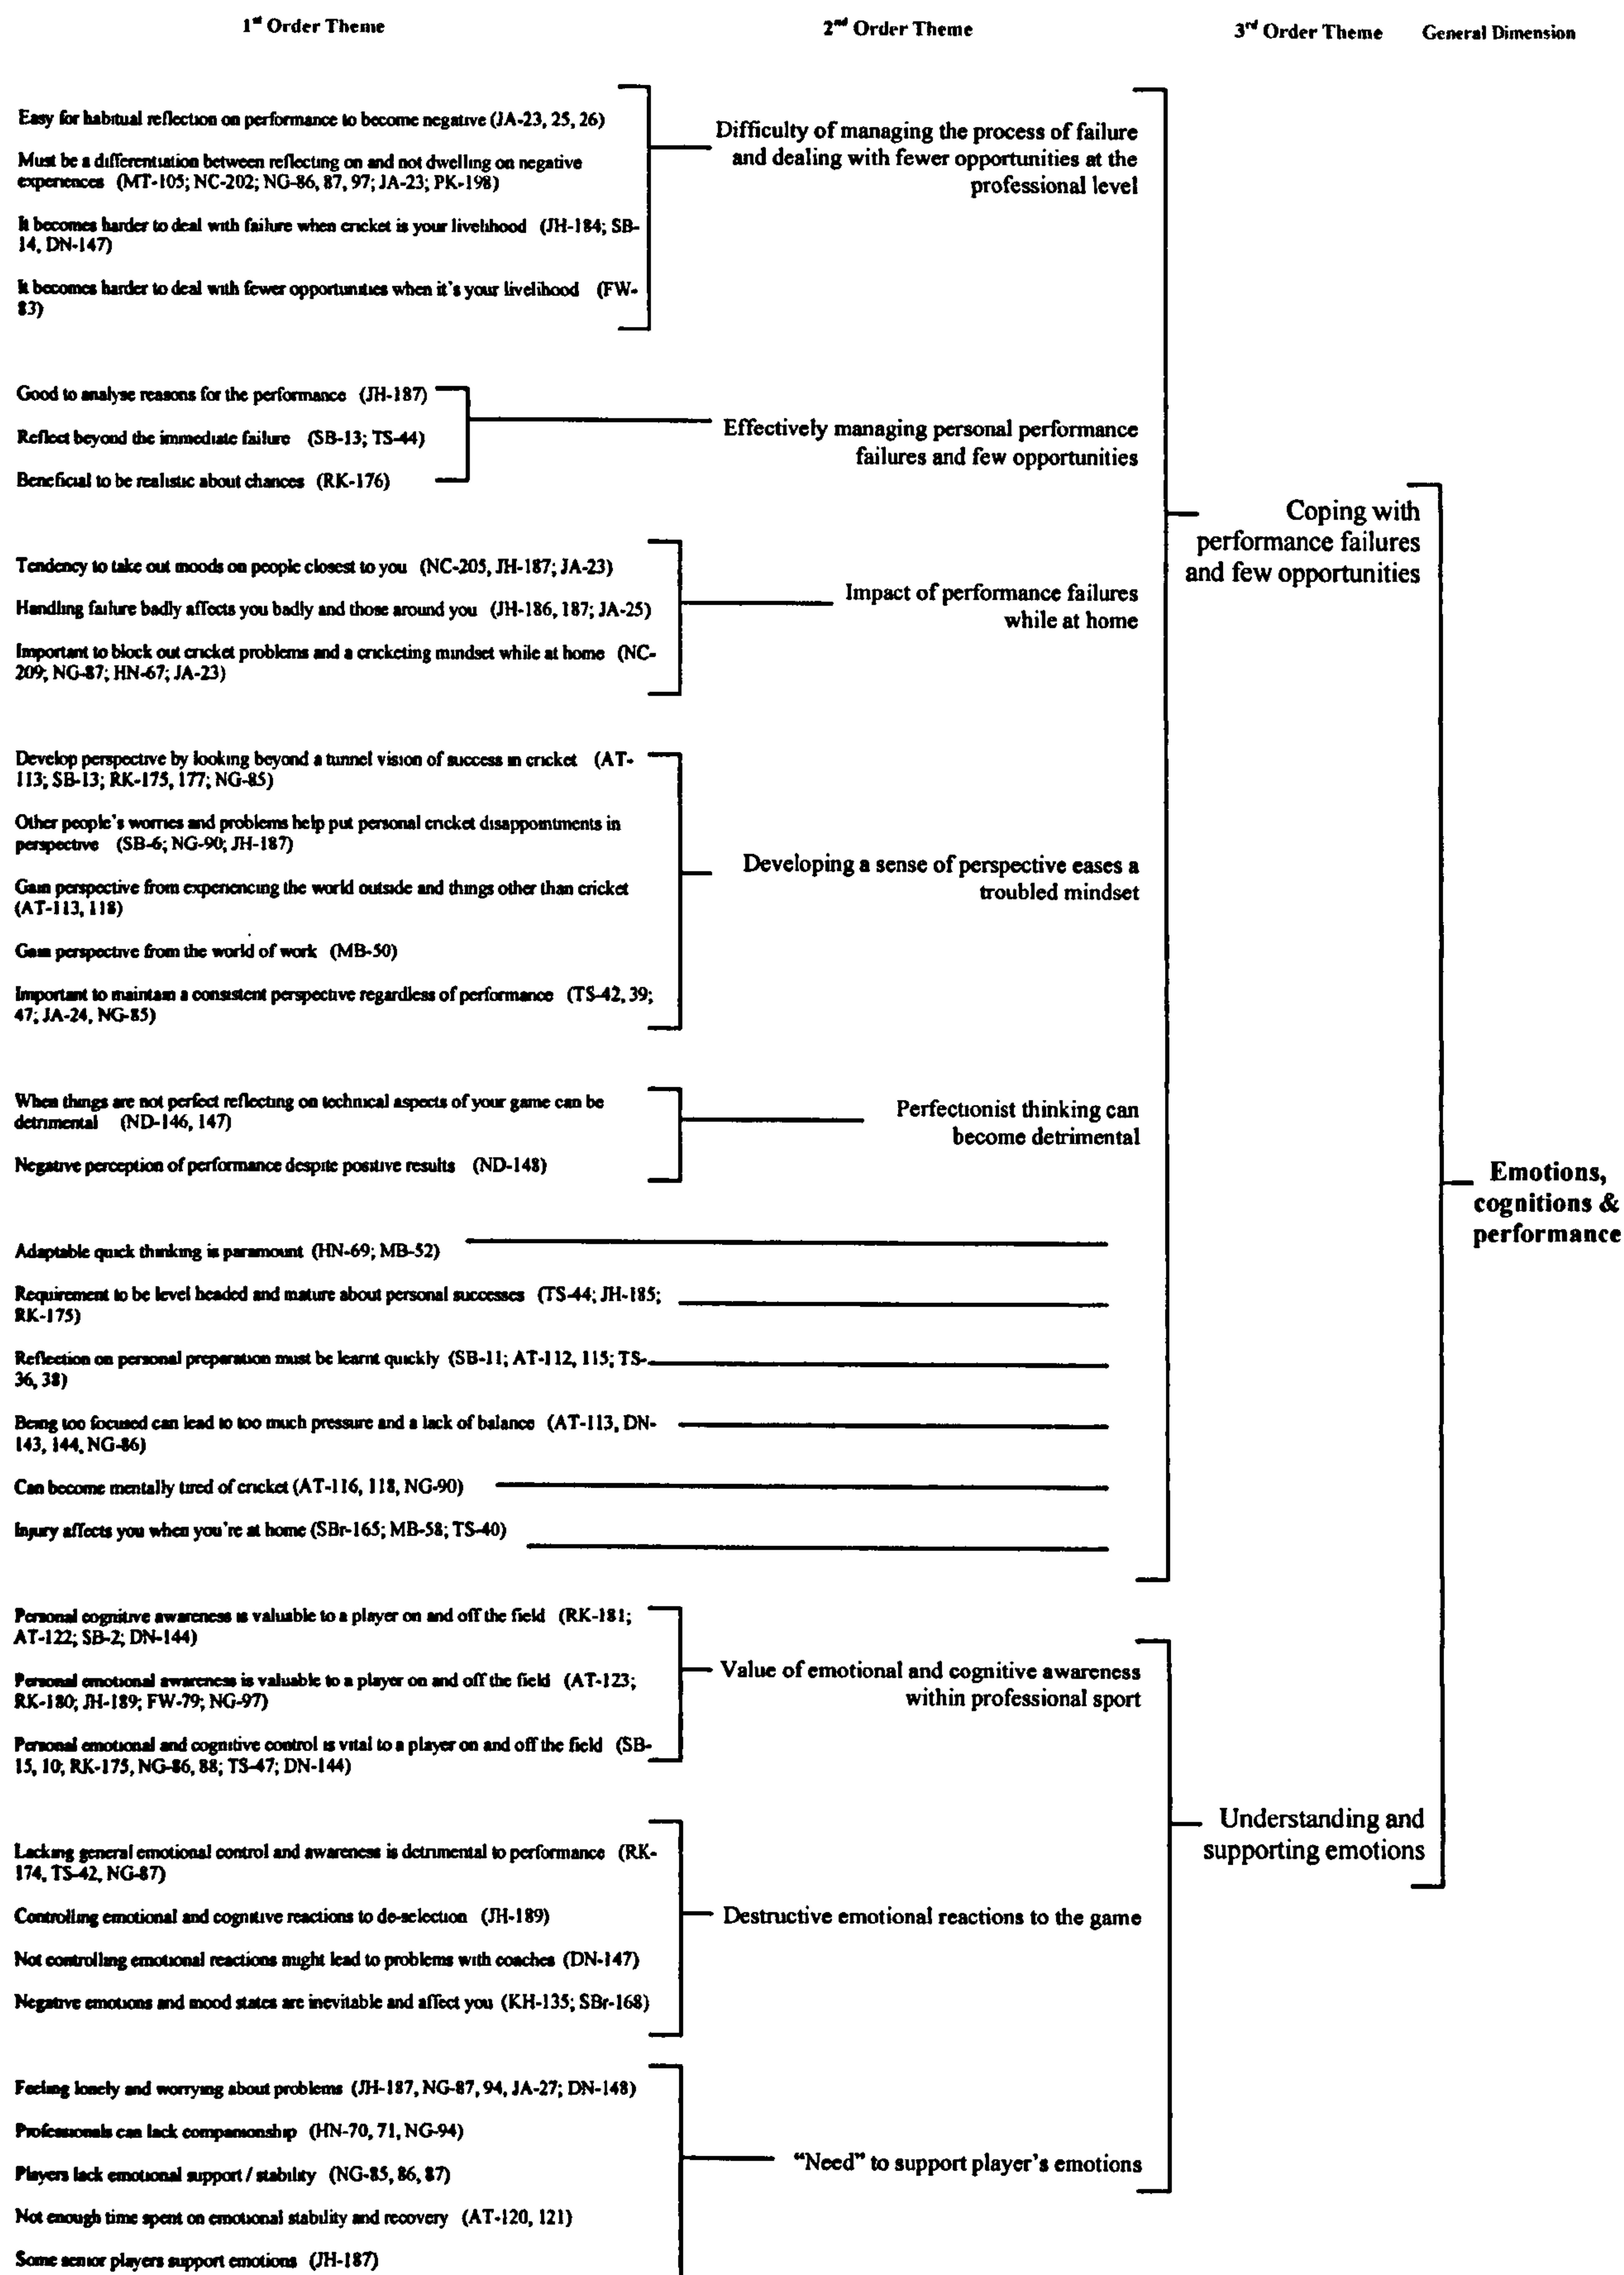 1st Order Theme
2nd Order Theme
3rd Order Theme
General Dimension
Easy for habitual reflection on performance to become negative (JA-23, 25, 26)
Must be a differentiation between reflecting on and not dwelling on negative
experiences (MT-105; NC-202; NG-86, 87, 97; JA-23; PK-198)
It becomes harder to deal with failure when cricket is your livelihood (JH-184; SB-
14, DN-147)
It becomes harder to deal with fewer opportunities when it's your livelihood (FW-
83)
Difficulty of managing the process of failure
and dealing with fewer opportunities at the
professional level
Good to analyse reasons for the performance (JH-187)
Reflect beyond the immediate failure (SB-13; TS-44)
Beneficial to be realistic about chances (RK-176)
Effectively managing personal performance
failures and few opportunities
Tendency to take out moods on people closest to you (NC-205, JH-187; JA-23)
Handling failure badly affects you badly and those around you (JH-186, 187; JA-25)
Important to block out cricket problems and a cricketing mindset while at home (NC-
209; NG-87; HN-67; JA-23)
Impact of performance failures
while at home
Develop perspective by looking beyond a tunnel vision of success in cricket (AT-
113; SB-13; RK-175, 177; NG-85)
Other people's worries and problems help put personal cricket disappointments in
perspective (SB-6; NG-90; JH-187)
Gain perspective from experiencing the world outside and things other than cricket
(AT-113, 118)
Gain perspective from the world of work (MB-50)
Important to maintain a consistent perspective regardless of performance (TS-42, 39;
47; JA-24, NG-85)
Developing a sense of perspective eases a
troubled mindset
When things are not perfect reflecting on technical aspects of your game can be
detrimental (ND-146, 147)
Negative perception of performance despite positive results (ND-148)
Perfectionist thinking can
become detrimental
Adaptable quick thinking is paramount (HN-69; MB-52)
Requirement to be level headed and mature about personal successes (TS-44; JH-185;
RK-175)
Reflection on personal preparation must be learnt quickly (SB-11; AT-112, 115; TS-
36, 38)
Being too focused can lead to too much pressure and a lack of balance (AT-113, DN-
143, 144, NG-86)
Can become mentally tired of cricket (AT-116, 118, NG-90)
Injury affects you when you're at home (SBr-165; MB-58; TS-40)
Coping with
performance failures
and few opportunities
Personal cognitive awareness is valuable to a player on and off the field (RK-181;
AT-122; SB-2; DN-144)
Personal emotional awareness is valuable to a player on and off the field (AT-123;
RK-180; JH-189; FW-79; NG-97)
Personal emotional and cognitive control is vital to a player on and off the field (SB-
15, 10; RK-175, NG-86, 88; TS-47; DN-144)
Value of emotional and cognitive awareness
within professional sport
Lacking general emotional control and awareness is detrimental to performance (RK-
174, TS-42, NG-87)
Controlling emotional and cognitive reactions to de-selection (JH-189)
Not controlling emotional reactions might lead to problems with coaches (DN-147)
Negative emotions and mood states are inevitable and affect you (KH-135; SBr-168)
Destructive emotional reactions to the game
Feeling lonely and worrying about problems (JH-187, NG-87, 94, JA-27; DN-148)
Professionals can lack companionship (HN-70, 71, NG-94)
Players lack emotional support / stability (NG-85, 86, 87)
Not enough time spent on emotional stability and recovery (AT-120, 121)
Some senior players support emotions (JH-187)
"Need" to support player's emotions
Understanding and
supporting emotions
Emotions,
cognitions &
performance